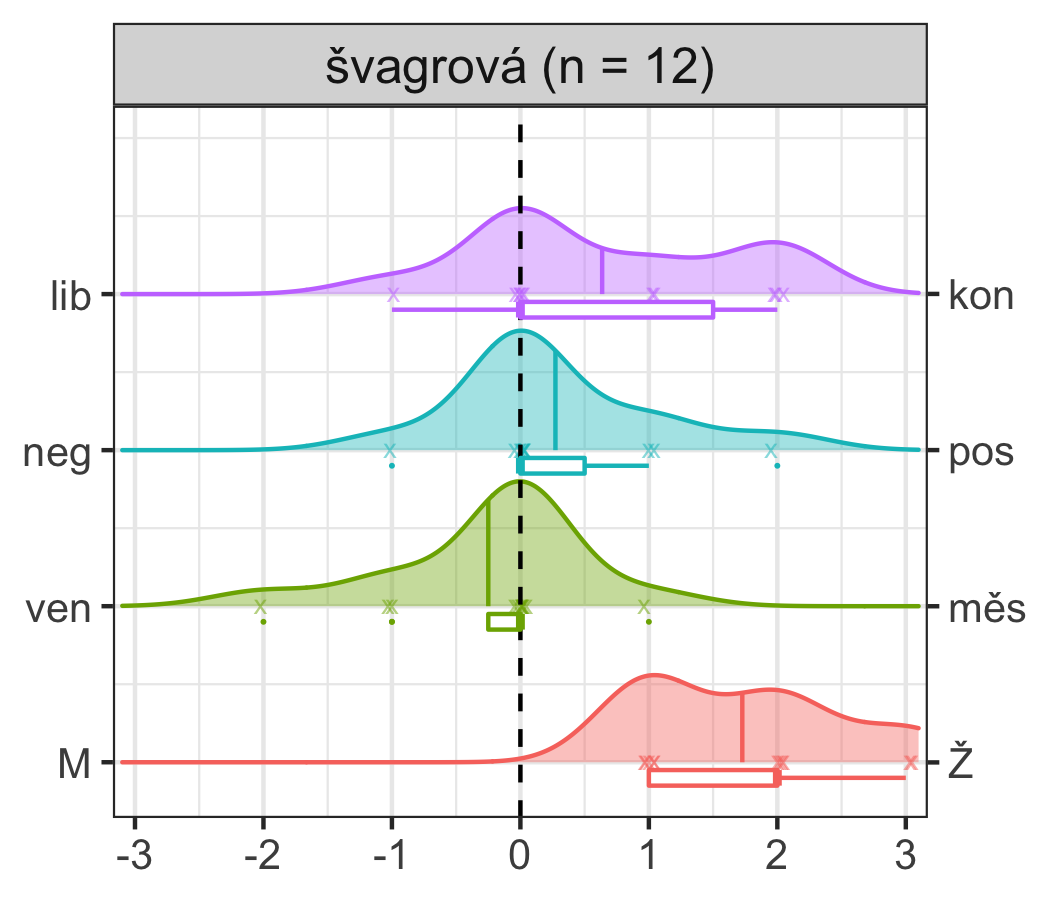 švagrová (n = 12)
lib kon
neg pos
ven měs
M Ž
-3 -2 -1 0 1 2 3